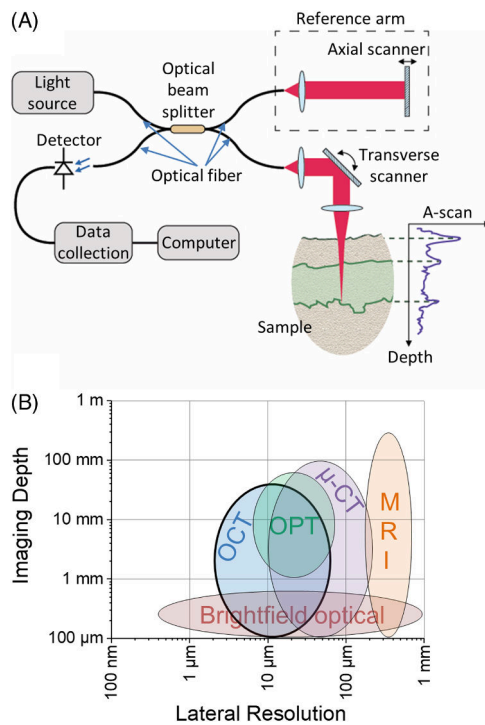 (A)
Reference arm
Axial scanner
Optical
beam
splitter
Light
source
Detector
Optical fiber
Transverse
scanner
A-scan
Data
collection
Computer
Sample
Depth
(B)
Imaging Depth
1 m
100 mm
10 mm
1 mm
100 µm
OCT
OPT
µ-CT
MRI
Brightfield optical
100 nm
1 µm
10 µm
100 µm
1 mm
Lateral Resolution